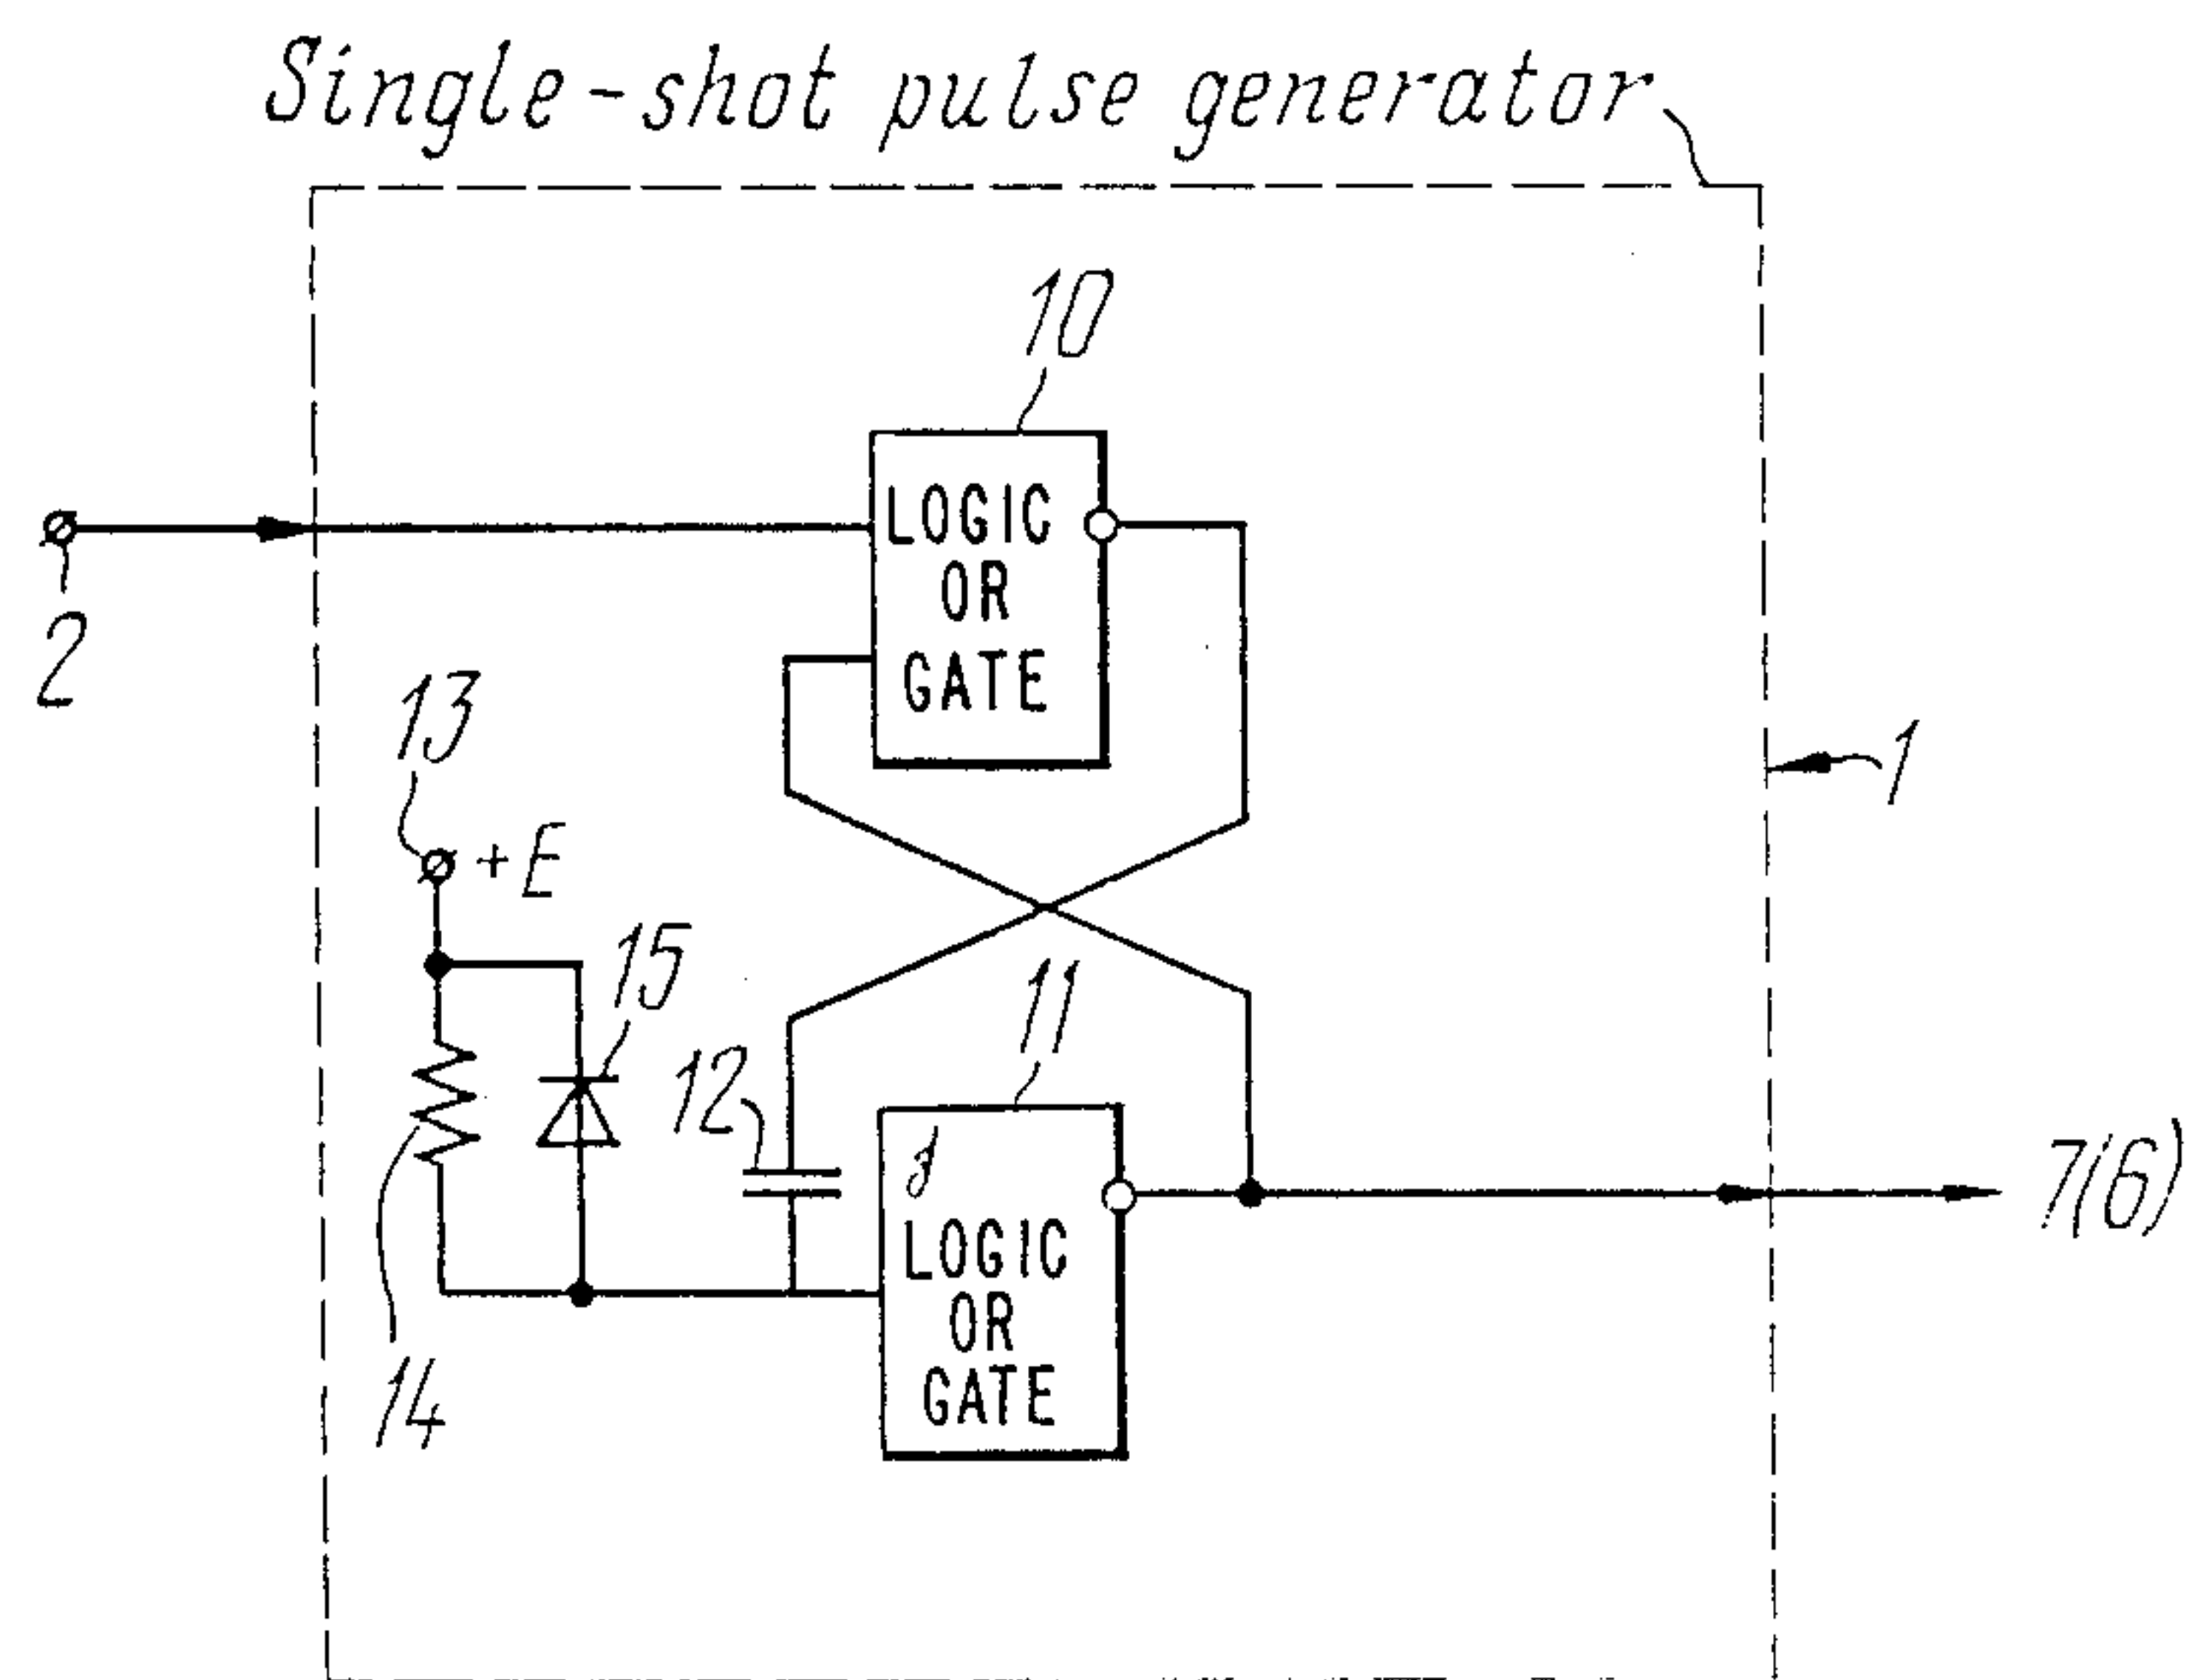 Single-shot pulse generator
10
LOGIC
OR
GATE
2
13
+E
1
15
11
12
LOGIC
OR
GATE
7(6)
14